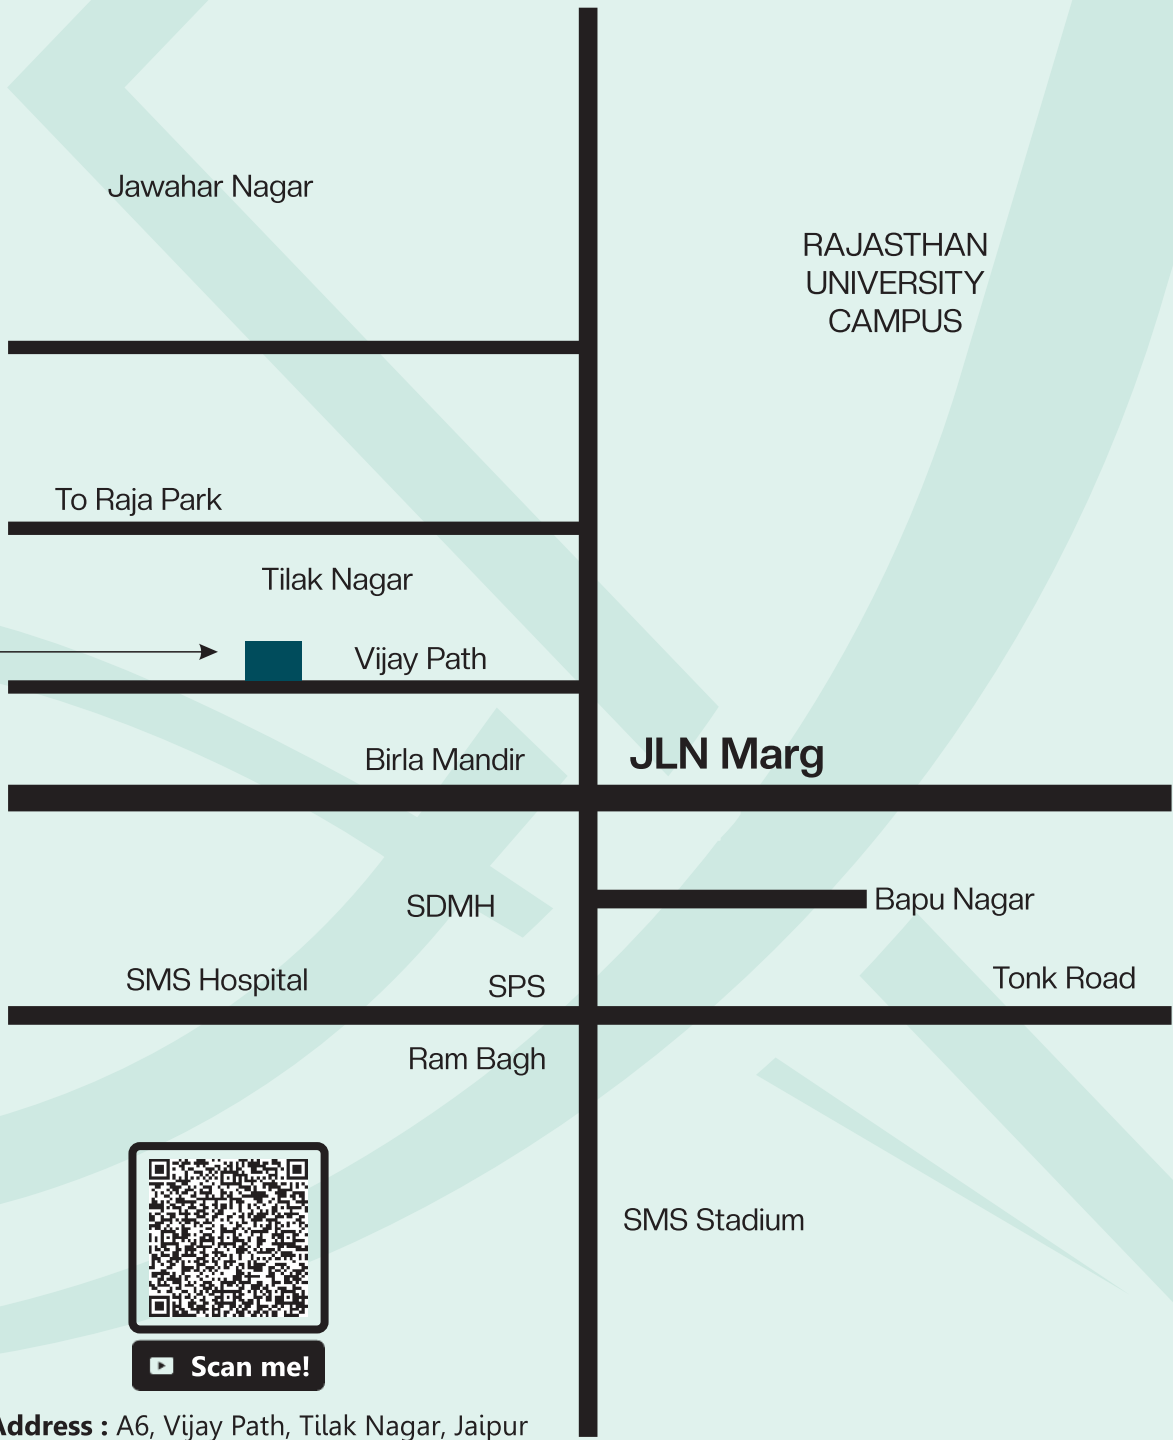 Jawahar Nagar
RAJASTHAN
UNIVERSITY
CAMPUS
To Raja Park
Tilak Nagar
Vijay Path
Birla Mandir
JLN Marg
SDMH
Bapu Nagar
SMS Hospital
SPS
Tonk Road
Ram Bagh
SMS Stadium
Scan me!
Address : A6, Vijay Path, Tilak Nagar, Jaipur